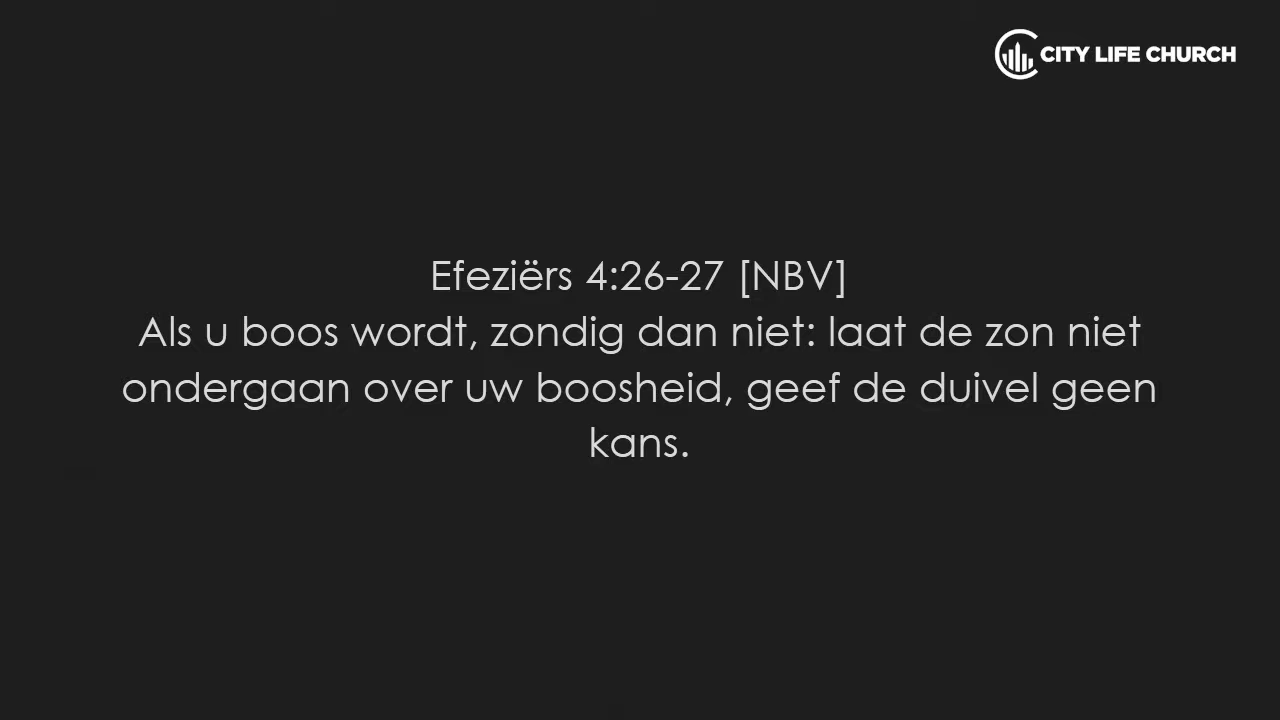 CITY LIFE CHURCH
Efeziërs 4:26-27 [NBV]
Als u boos wordt, zondig dan niet: laat de zon niet
ondergaan over uw boosheid, geef de duivel geen
kans.